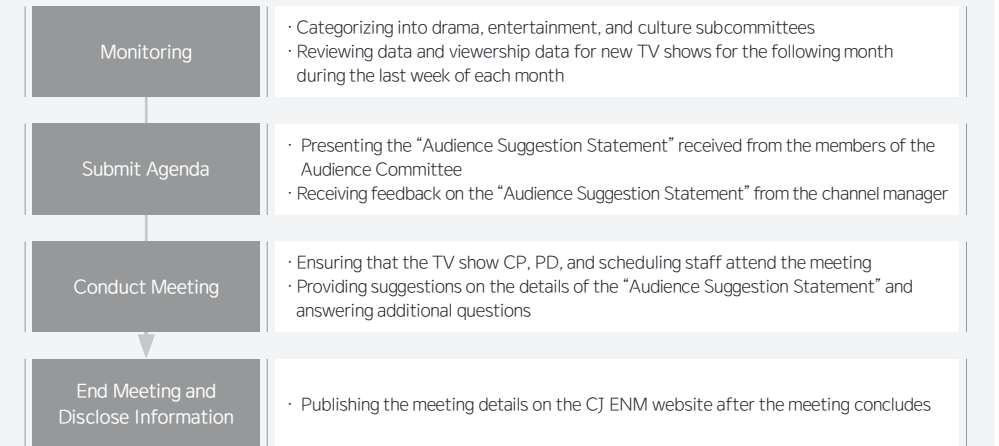 Monitoring
· Categorizing into drama, entertainment, and culture subcommittees
· Reviewing data and viewership data for new TV shows for the following month
during the last week of each month
Submit Agenda
· Presenting the “Audience Suggestion Statement” received from the members of the
Audience Committee
· Receiving feedback on the “Audience Suggestion Statement” from the channel manager
Conduct Meeting
· Ensuring that the TV show CP, PD, and scheduling staff attend the meeting
· Providing suggestions on the details of the “Audience Suggestion Statement” and
answering additional questions
End Meeting and
Disclose Information
· Publishing the meeting details on the CJ ENM website after the meeting concludes